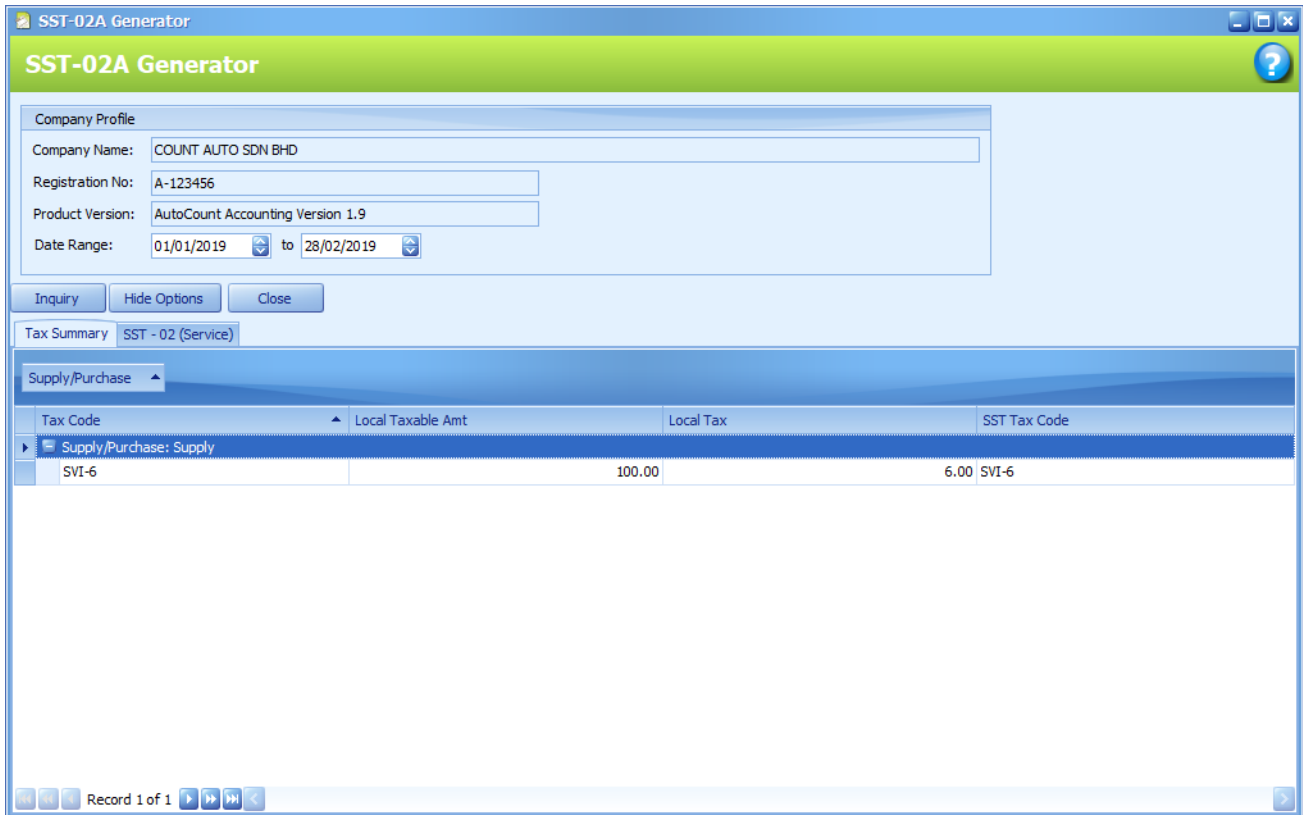 SST-02A Generator
SST-02A Generator
Company Profile
Company Name: COUNT AUTO SDN BHD
Registration No: A-123456
Product Version: AutoCount Accounting Version 1.9
Date Range: 01/01/2019 to 28/02/2019
Inquiry Hide Options Close
Tax Summary SST - 02 (Service)
Supply/Purchase
Tax Code Local Taxable Amt Local Tax SST Tax Code
Supply/Purchase: Supply
SVI-6 100.00 6.00 SVI-6
Record 1 of 1